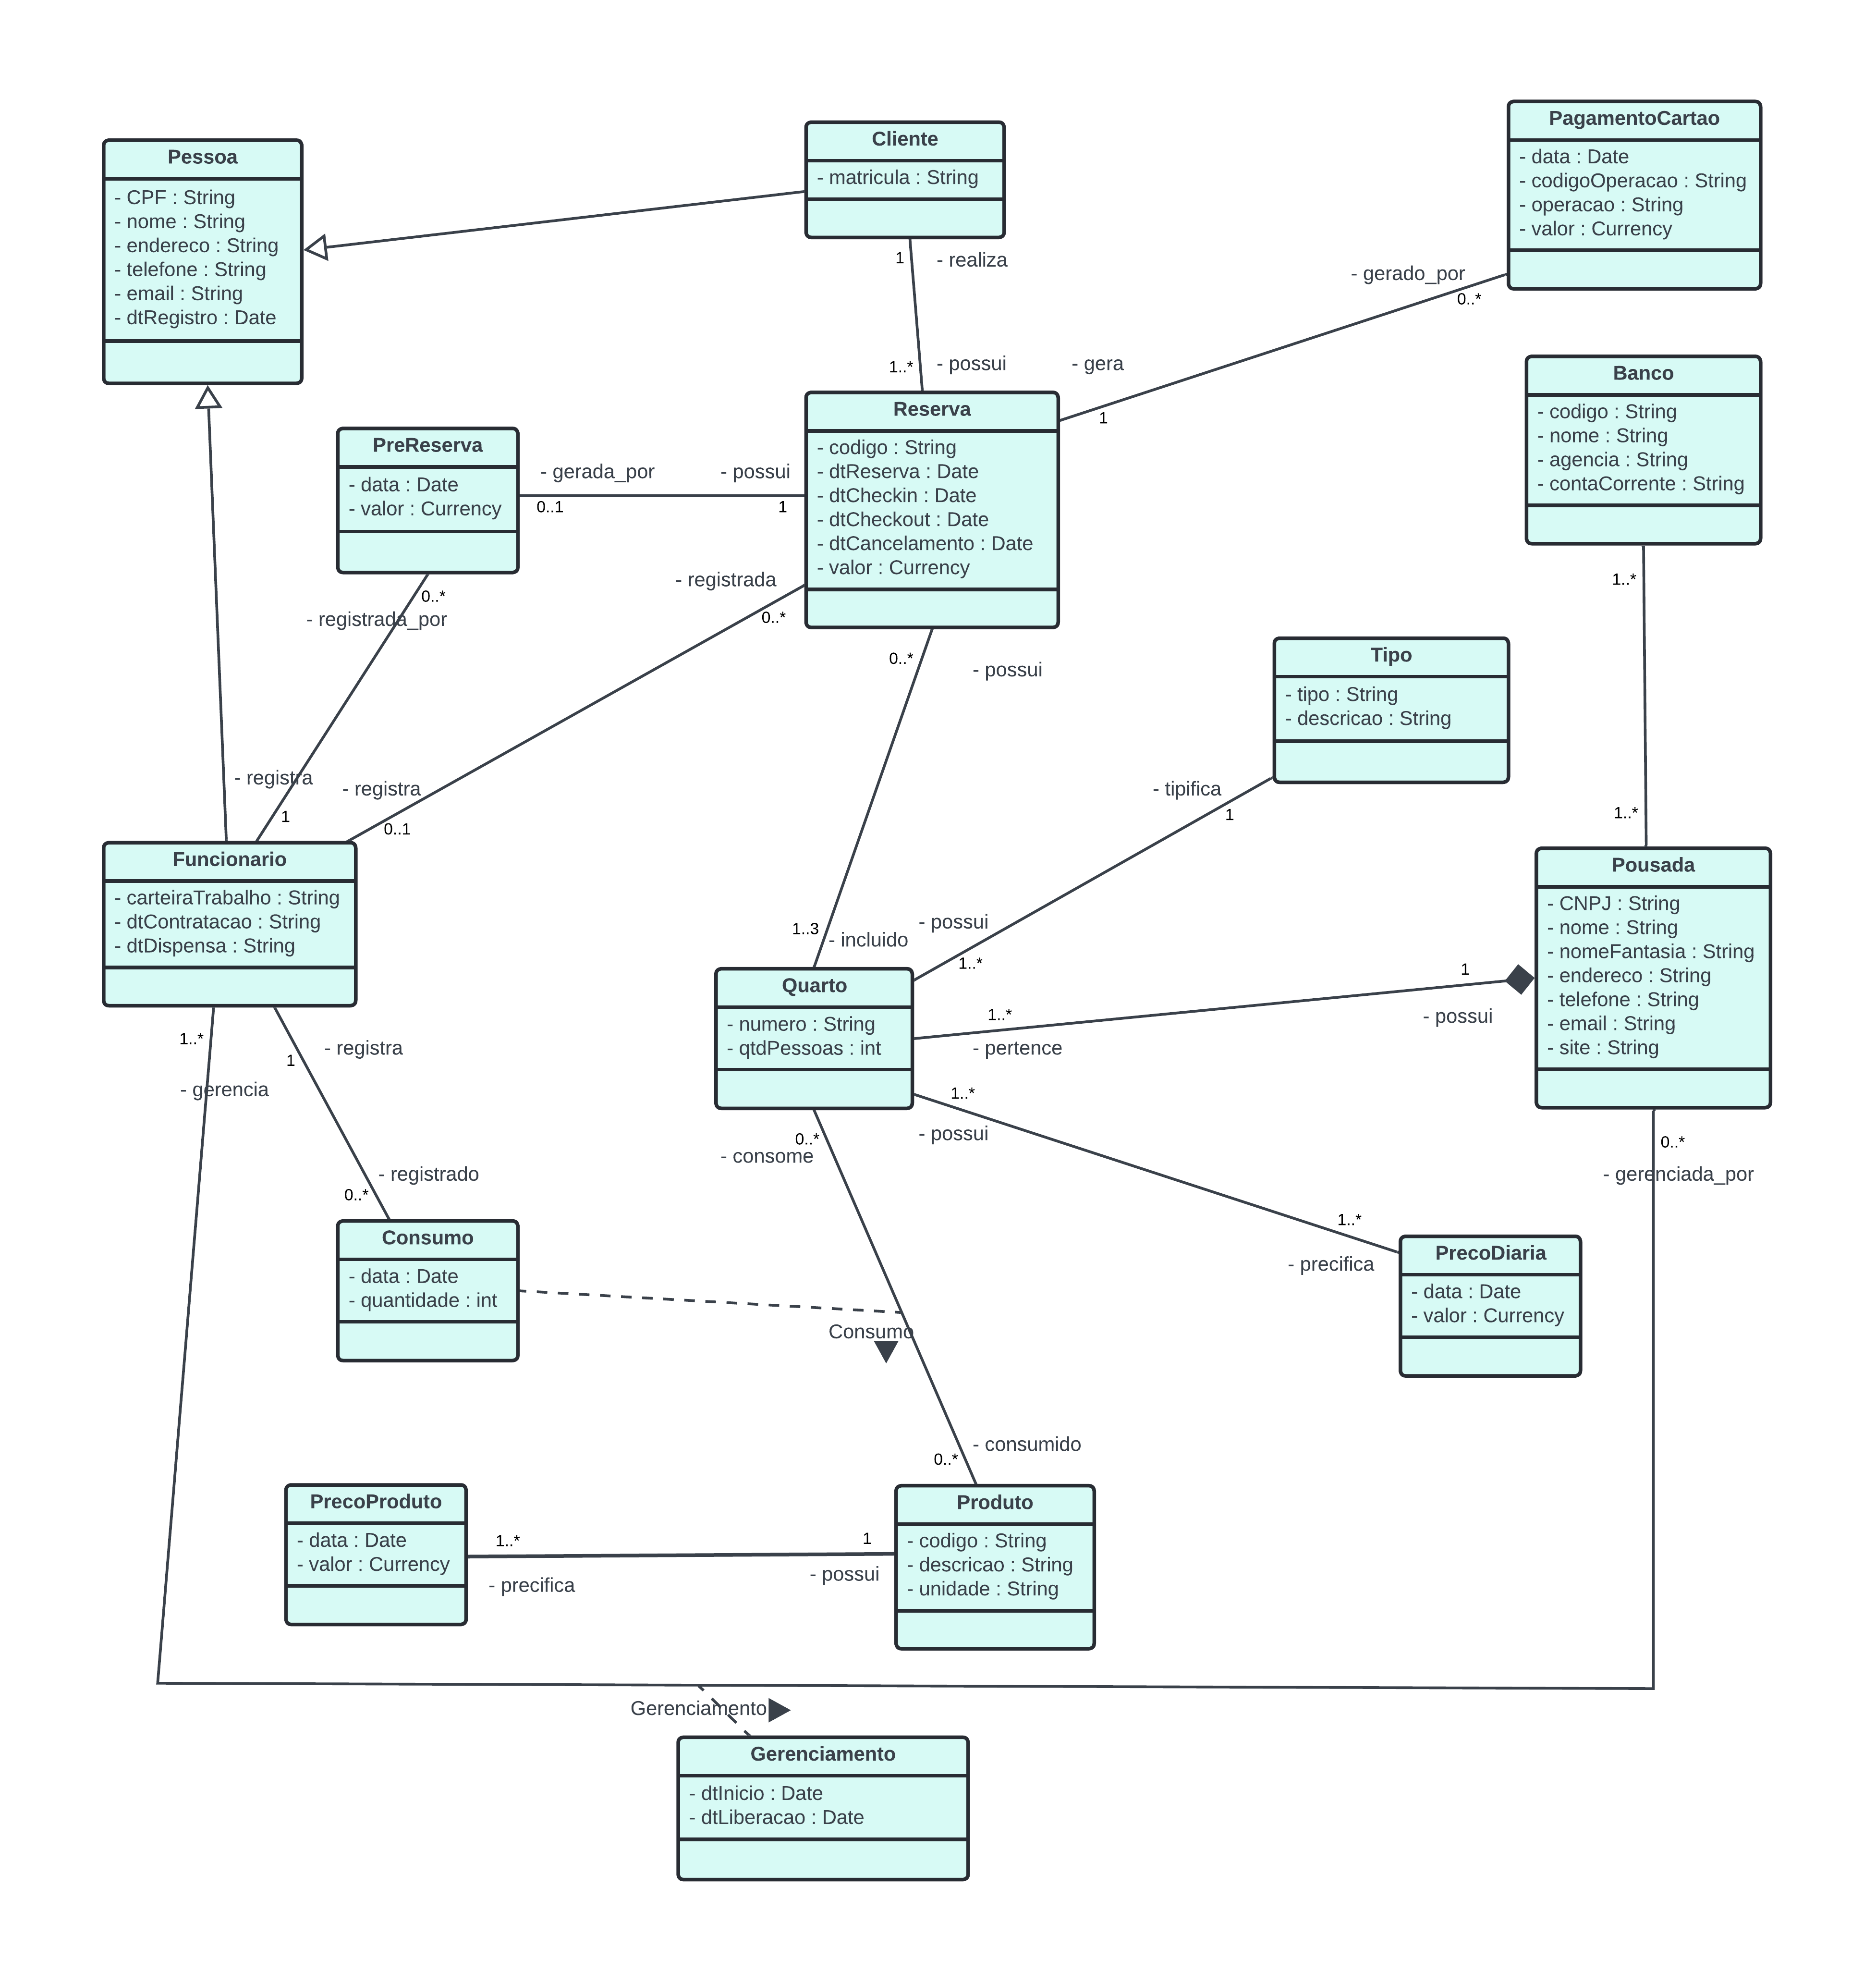 Pessoa
- CPF : String
- nome : String
- endereco : String
- telefone : String
- email : String
- dtRegistro : Date
Cliente
- matricula : String
PagamentoCartao
- data : Date
- codigoOperacao : String
- operacao : String
- valor : Currency
1
- realiza
1..*
- possui
- gera
1
- gerado_por
0..*
Banco
- codigo : String
- nome : String
- agencia : String
- contaCorrente : String
PreReserva
- data : Date
- valor : Currency
- gerada_por
0..1
- possui
1
Reserva
- codigo : String
- dtReserva : Date
- dtCheckin : Date
- dtCheckout : Date
- dtCancelamento : Date
- valor : Currency
0..*
- registrada_por
- registrada
0..*
0..*
- possui
1..*
1..*
Tipo
- tipo : String
- descricao : String
- registra
1
- registra
0..1
- tipifica
1
Funcionario
- carteiraTrabalho : String
- dtContratacao : String
- dtDispensa : String
1..3
- incluido
- possui
1..*
Pousada
- CNPJ : String
- nome : String
- nomeFantasia : String
- endereco : String
- telefone : String
- email : String
- site : String
Quarto
- numero : String
- qtdPessoas : int
1..*
- pertence
1
- possui
1..*
- gerencia
1
- registra
- registrado
0..*
0..*
- consome
1..*
- possui
0..*
- gerenciada_por
1..*
- precifica
Consumo
- data : Date
- quantidade : int
Consumo
PrecoDiaria
- data : Date
- valor : Currency
- consumido
0..*
PrecoProduto
- data : Date
- valor : Currency
1..*
- precifica
1
- possui
Produto
- codigo : String
- descricao : String
- unidade : String
Gerenciamento
Gerenciamento
- dtInicio : Date
- dtLiberacao : Date